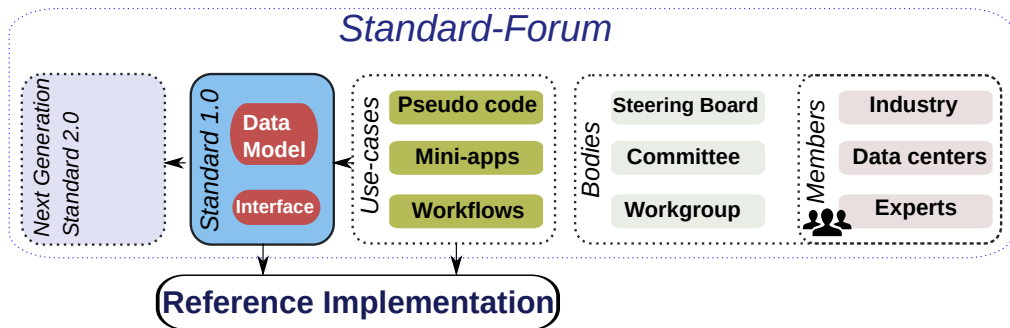 Standard-Forum
Next Generation
Standard 2.0
Standard 1.0
Data
Model
Interface
Use-cases
Pseudo code
Mini-apps
Workflows
Bodies
Steering Board
Committee
Workgroup
Members
Industry
Data centers
Experts
Reference Implementation